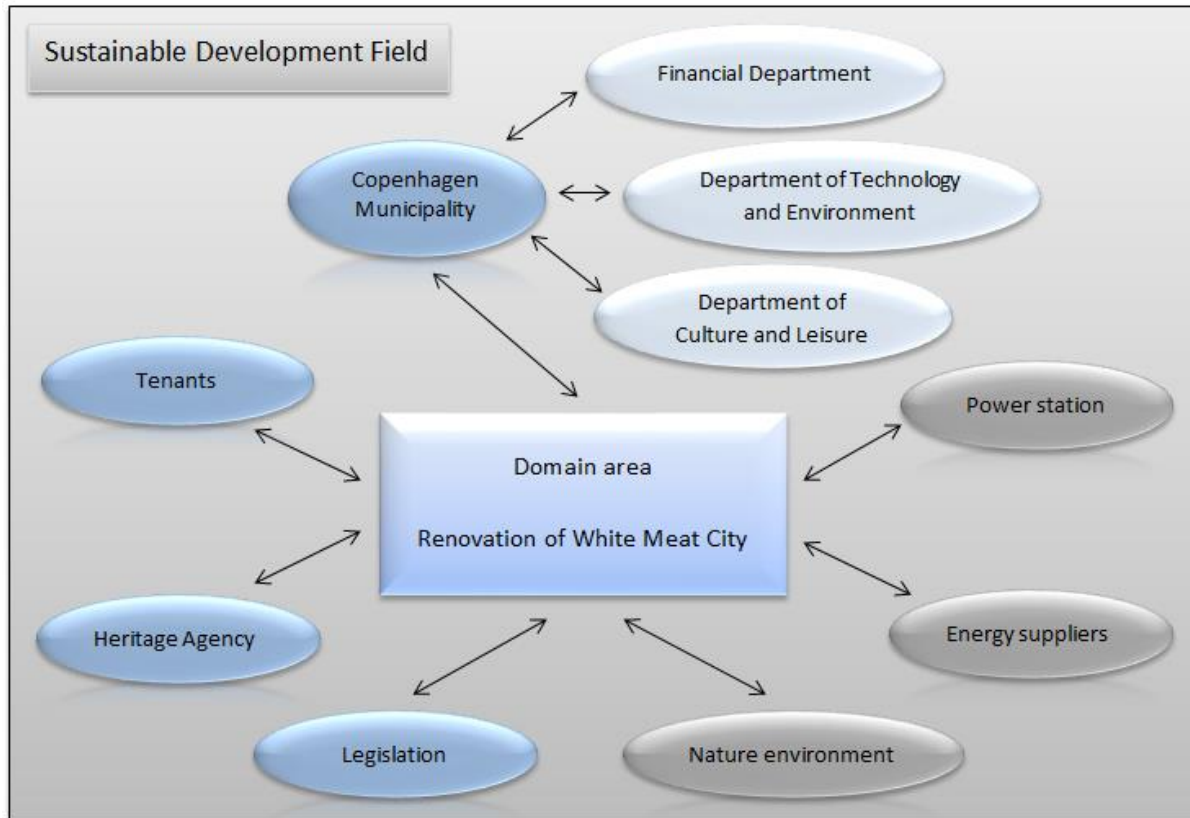 Sustainable Development Field
Financial Department
Copenhagen
Municipality
Department of Technology
and Environment
Department of
Culture and Leisure
Tenants
Power station
Domain area
Renovation of White Meat City
Heritage Agency
Energy suppliers
Legislation
Nature environment